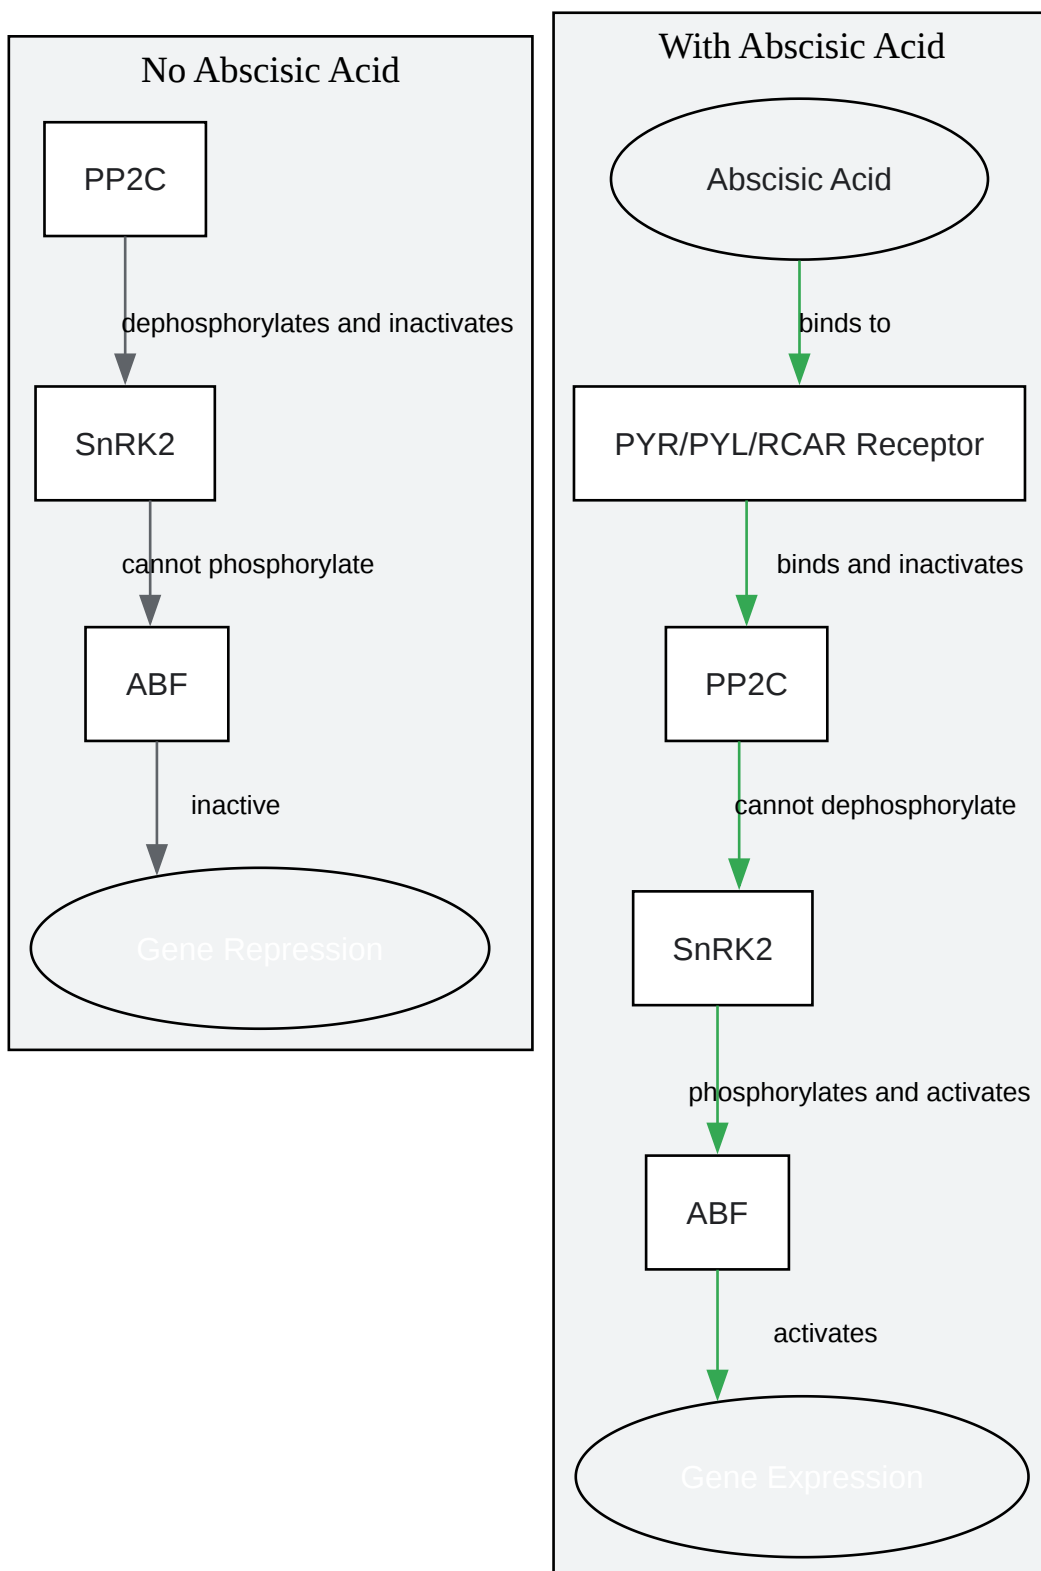 No Abscisic Acid
PP2C
dephosphorylates and inactivates
SnRK2
cannot phosphorylate
ABF
inactive
Gene Repression
With Abscisic Acid
Abscisic Acid
binds to
PYR/PYL/RCAR Receptor
binds and inactivates
PP2C
cannot dephosphorylate
SnRK2
phosphorylates and activates
ABF
activates
Gene Expression